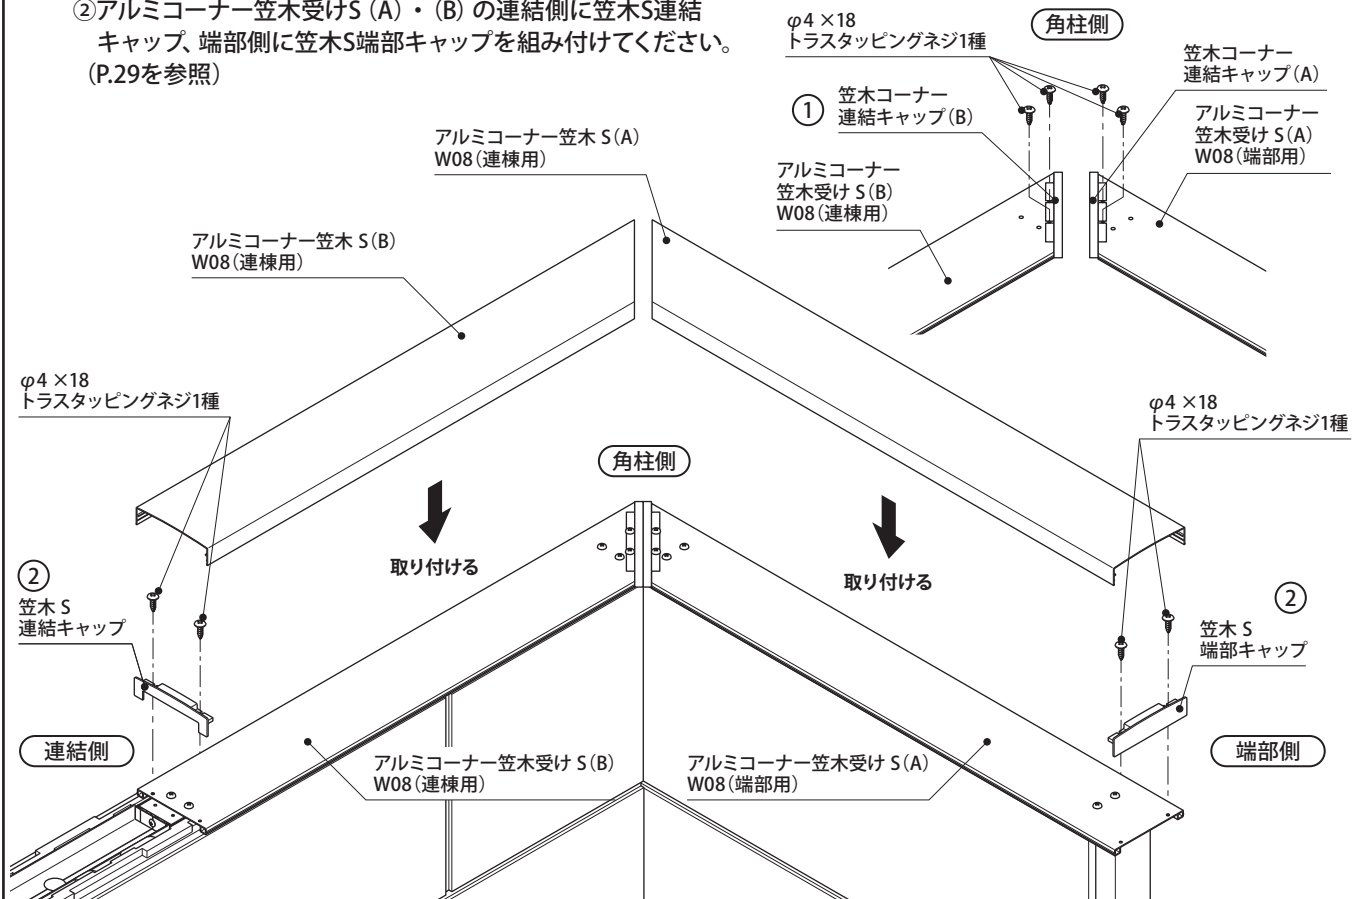 ②アルミコーナー笠木受けS（A）・（B）の連結側に笠木S連結
キャップ、端部側に笠木S端部キャップを組み付けてください。
（P.29を参照）
φ4×18
トラスタッピングネジ1種
角柱側
笠木コーナー
連結キャップ（A）
①
笠木コーナー
連結キャップ（B）
アルミコーナー
笠木受け S（A）
W08（端部用）
アルミコーナー
笠木受け S（B）
W08（連棟用）
アルミコーナー笠木 S（A）
W08（連棟用）
アルミコーナー笠木 S（B）
W08（連棟用）
φ4×18
トラスタッピングネジ1種
φ4×18
トラスタッピングネジ1種
角柱側
取り付ける
取り付ける
②
笠木 S
連結キャップ
②
笠木 S
端部キャップ
連結側
端部側
アルミコーナー笠木受け S（B）
W08（連棟用）
アルミコーナー笠木受け S（A）
W08（端部用）